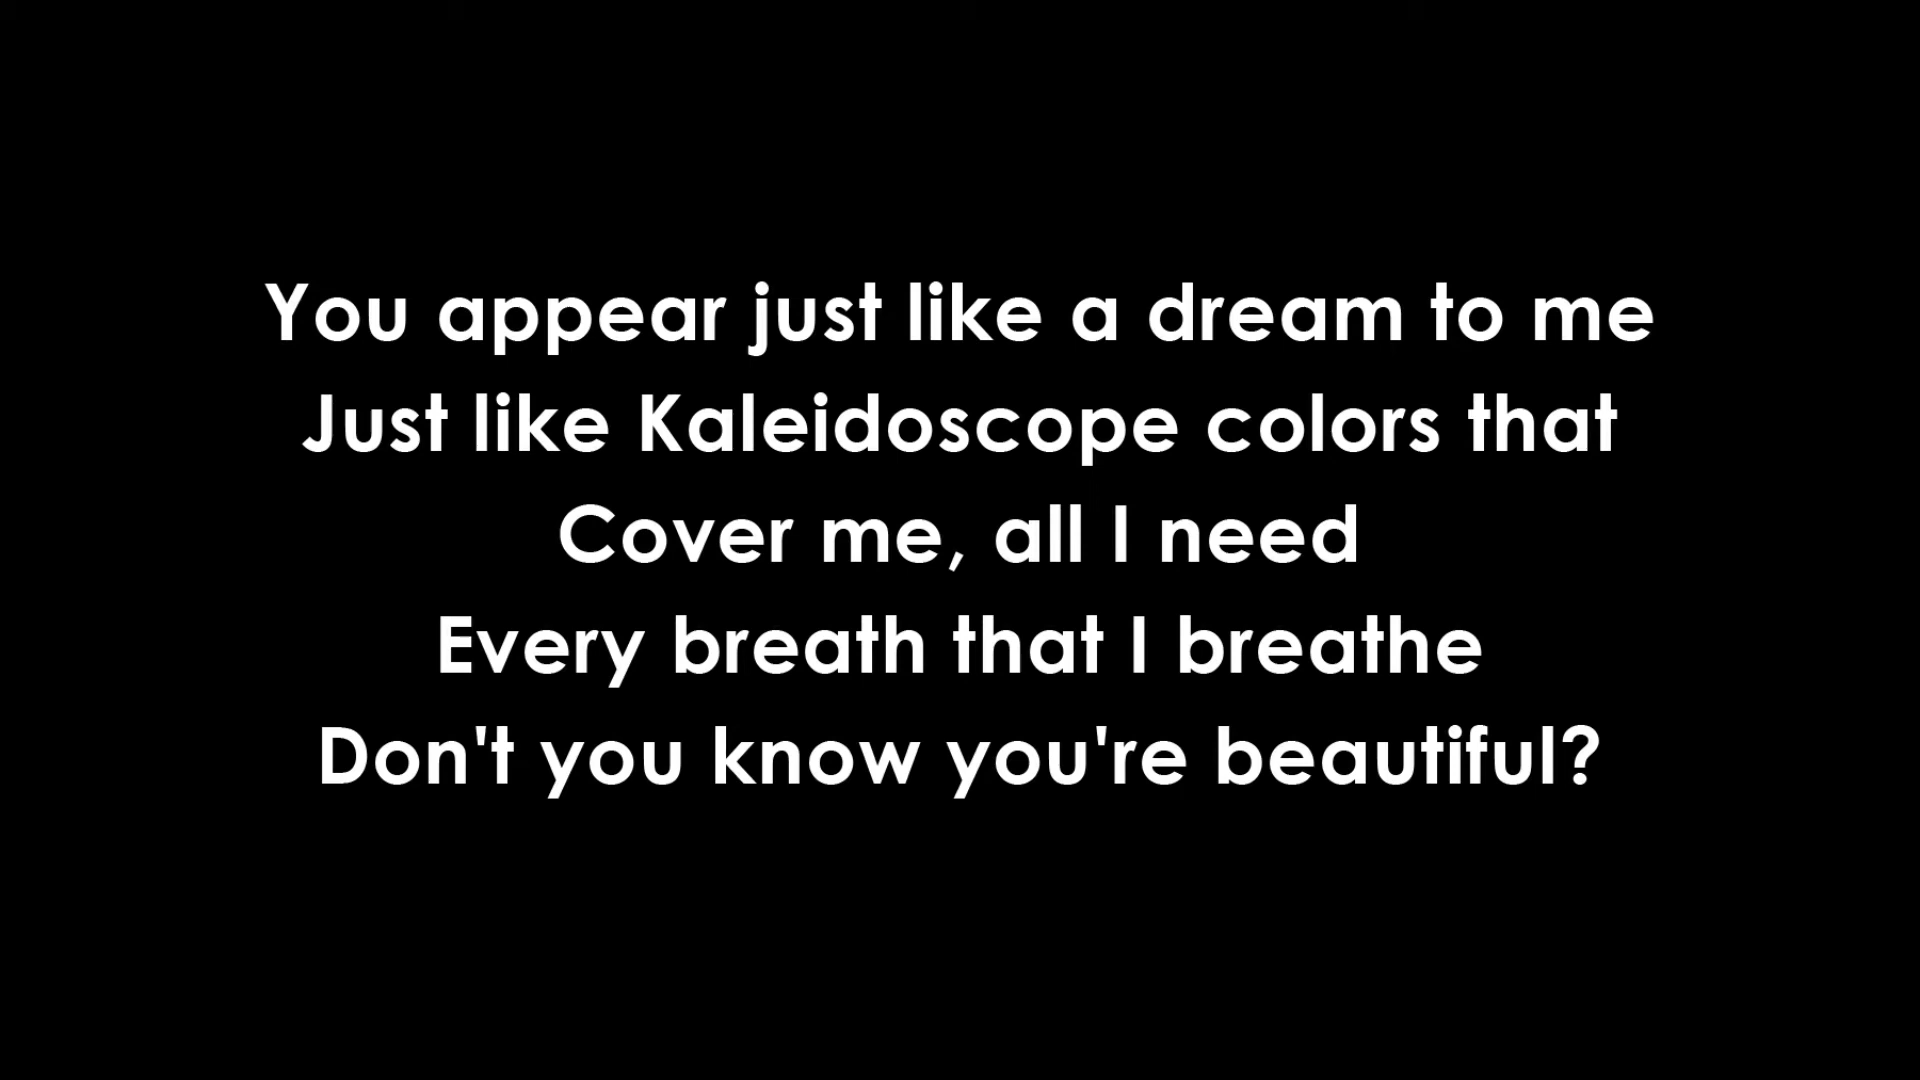 You appear just like a dream to me
Just like Kaleidoscope colors that
Cover me, all I need
Every breath that I breathe
Don't you know you're beautiful?